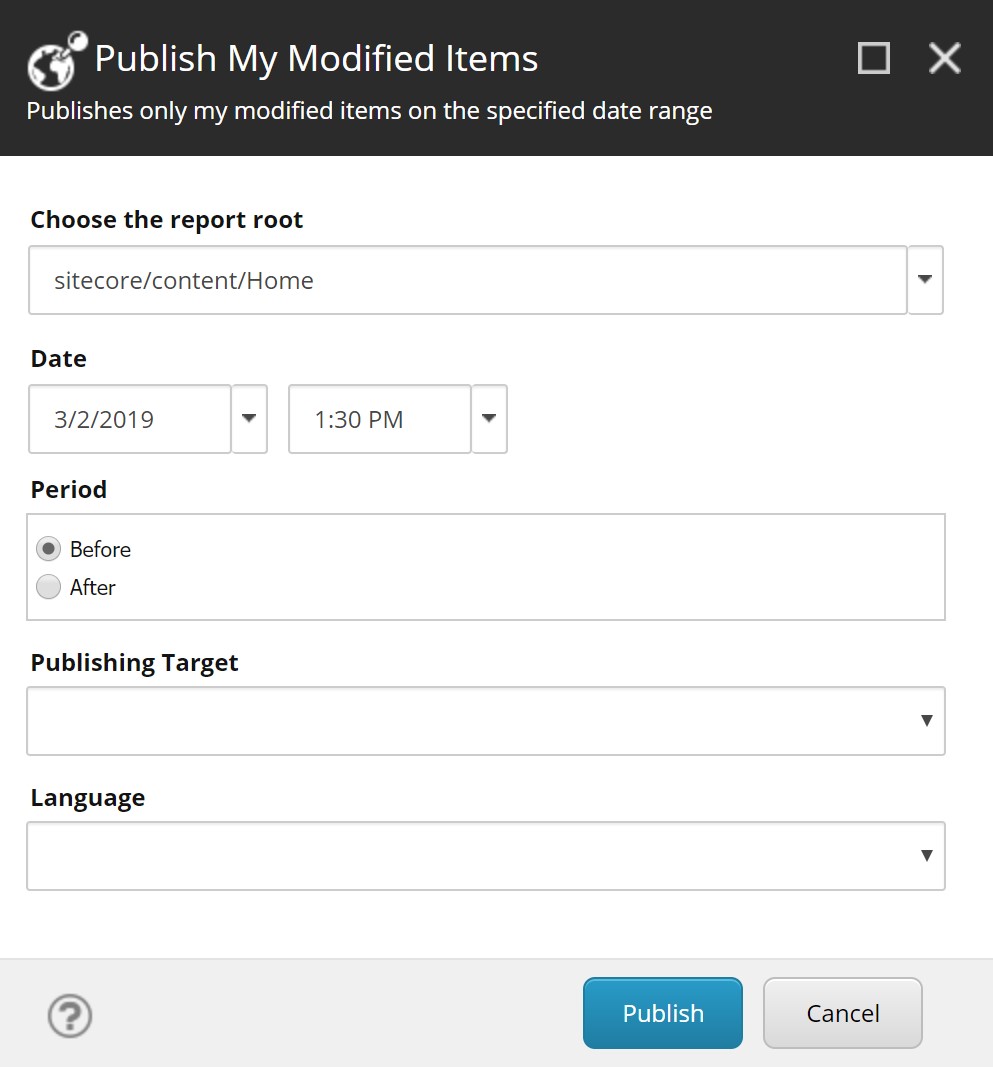 Publish My Modified Items
Publishes only my modified items on the specified date range
Choose the report root
sitecore/content/Home
Date
3/2/2019 1:30 PM
Period
Before
After
Publishing Target
Language
? Publish Cancel